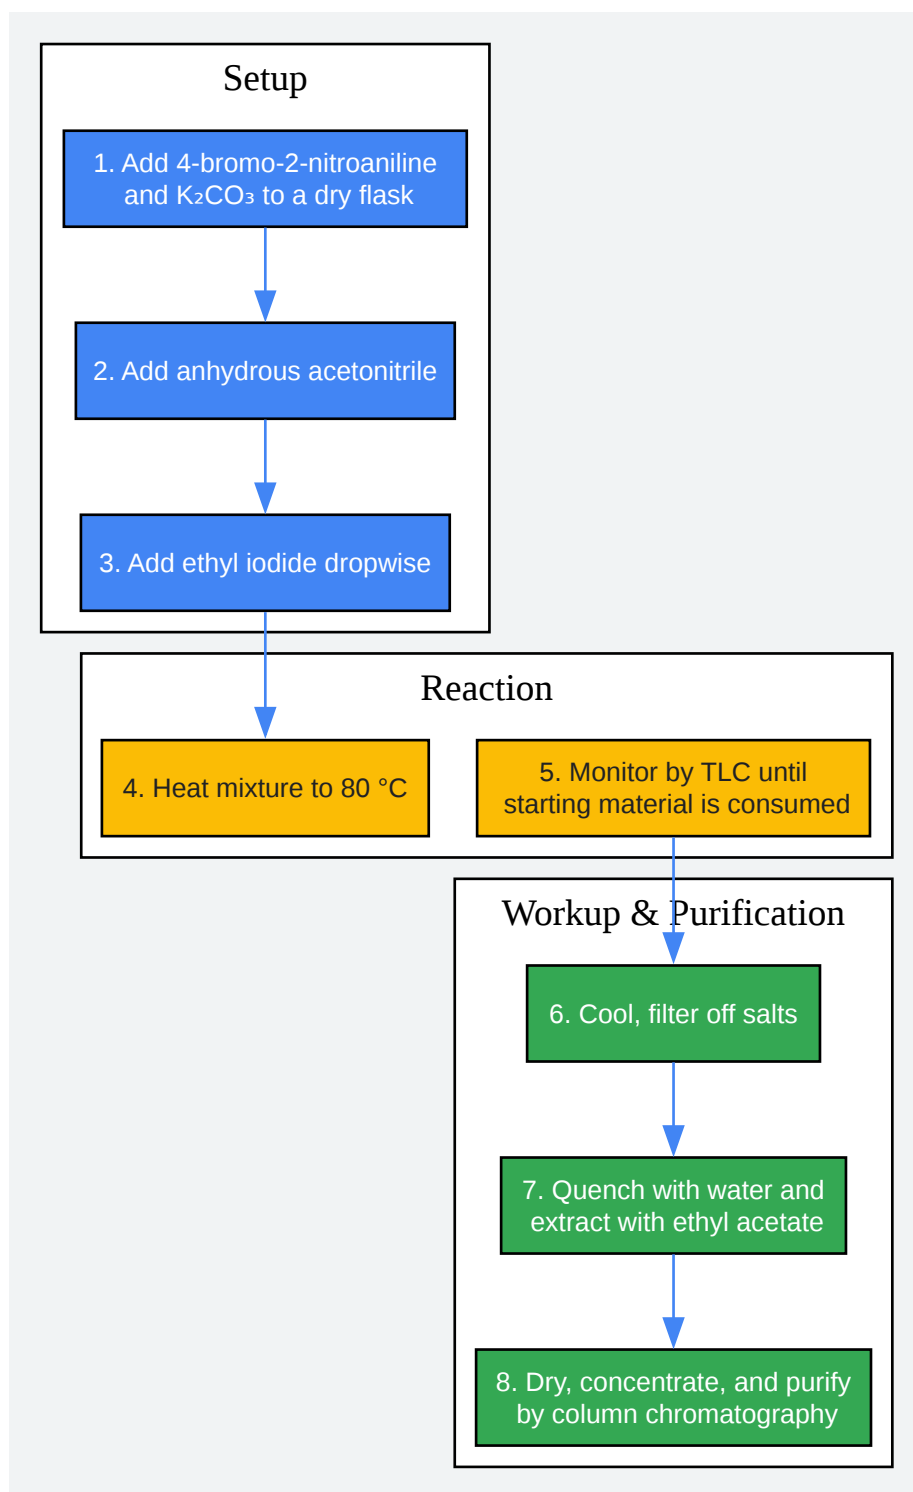 Setup
1. Add 4-bromo-2-nitroaniline
and K₂CO₃ to a dry flask
2. Add anhydrous acetonitrile
3. Add ethyl iodide dropwise
Reaction
4. Heat mixture to 80 °C
5. Monitor by TLC until
starting material is consumed
Workup & Purification
6. Cool, filter off salts
7. Quench with water and
extract with ethyl acetate
8. Dry, concentrate, and purify
by column chromatography